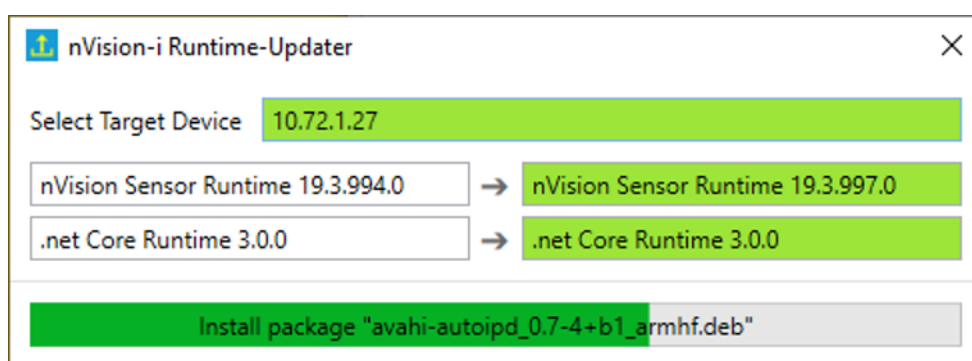 nVision-i Runtime-Updater
Select Target Device 10.72.1.27
nVision Sensor Runtime 19.3.994.0 → nVision Sensor Runtime 19.3.997.0
.net Core Runtime 3.0.0 → .net Core Runtime 3.0.0
Install package "avahi-autoipd_0.7-4+b1_armhf.deb"